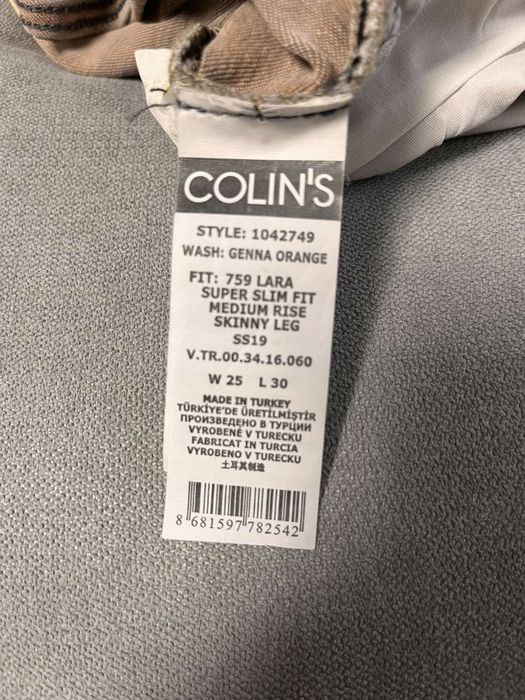 COLIN'S
STYLE: 1042749
WASH: GENNA ORANGE
FIT: 759 LARA
SUPER SLIM FIT
MEDIUM RISE
SKINNY LEG
SS19
V.TR.00.34.16.060
W 25 L 30
MADE IN TURKEY
TÜRKİYE'DE ÜRETİLMİŞTİR
ПРОИЗВЕДЕНО В ТУРЦИИ
VYROBENÉ V TURECKU
FABRICAT IN TURCIA
VYROBENO V TURECKU
土耳其制造
8 681597 782542